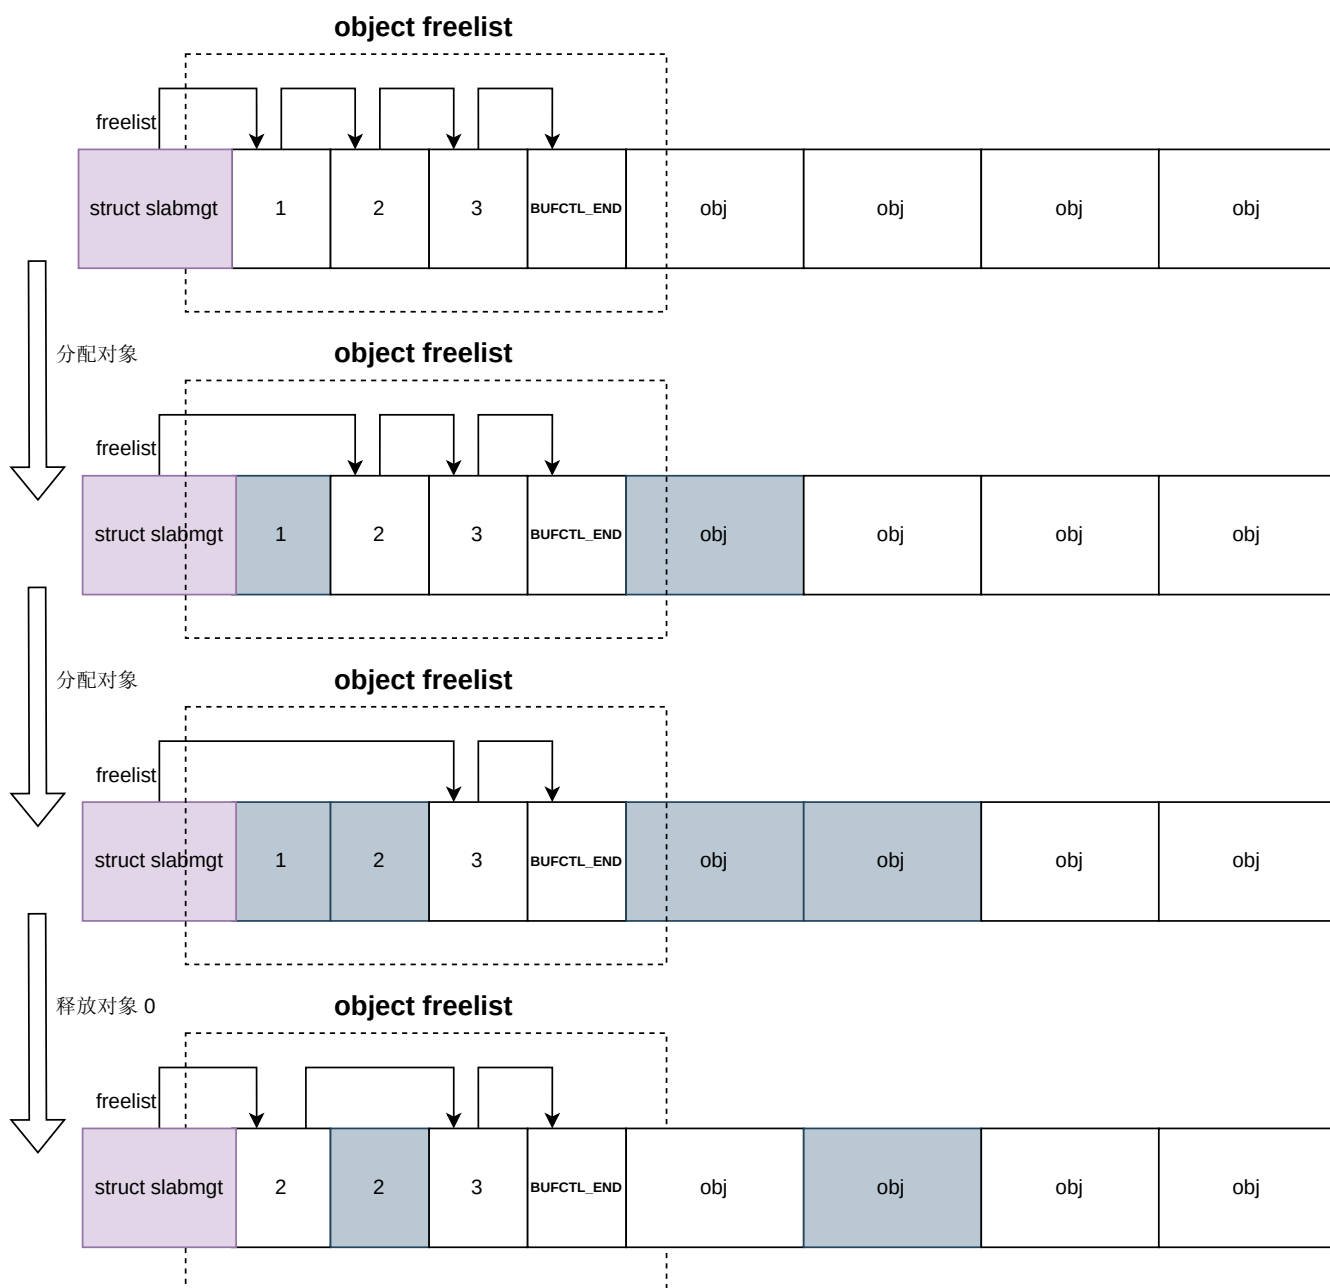 object freelist
freelist
struct slabmgt 1 2 3 BUFCTL_END obj obj obj obj
分配对象
object freelist
freelist
struct slabmgt 1 2 3 BUFCTL_END obj obj obj obj
分配对象
object freelist
freelist
struct slabmgt 1 2 3 BUFCTL_END obj obj obj obj
释放对象 0
object freelist
freelist
struct slabmgt 2 2 3 BUFCTL_END obj obj obj obj